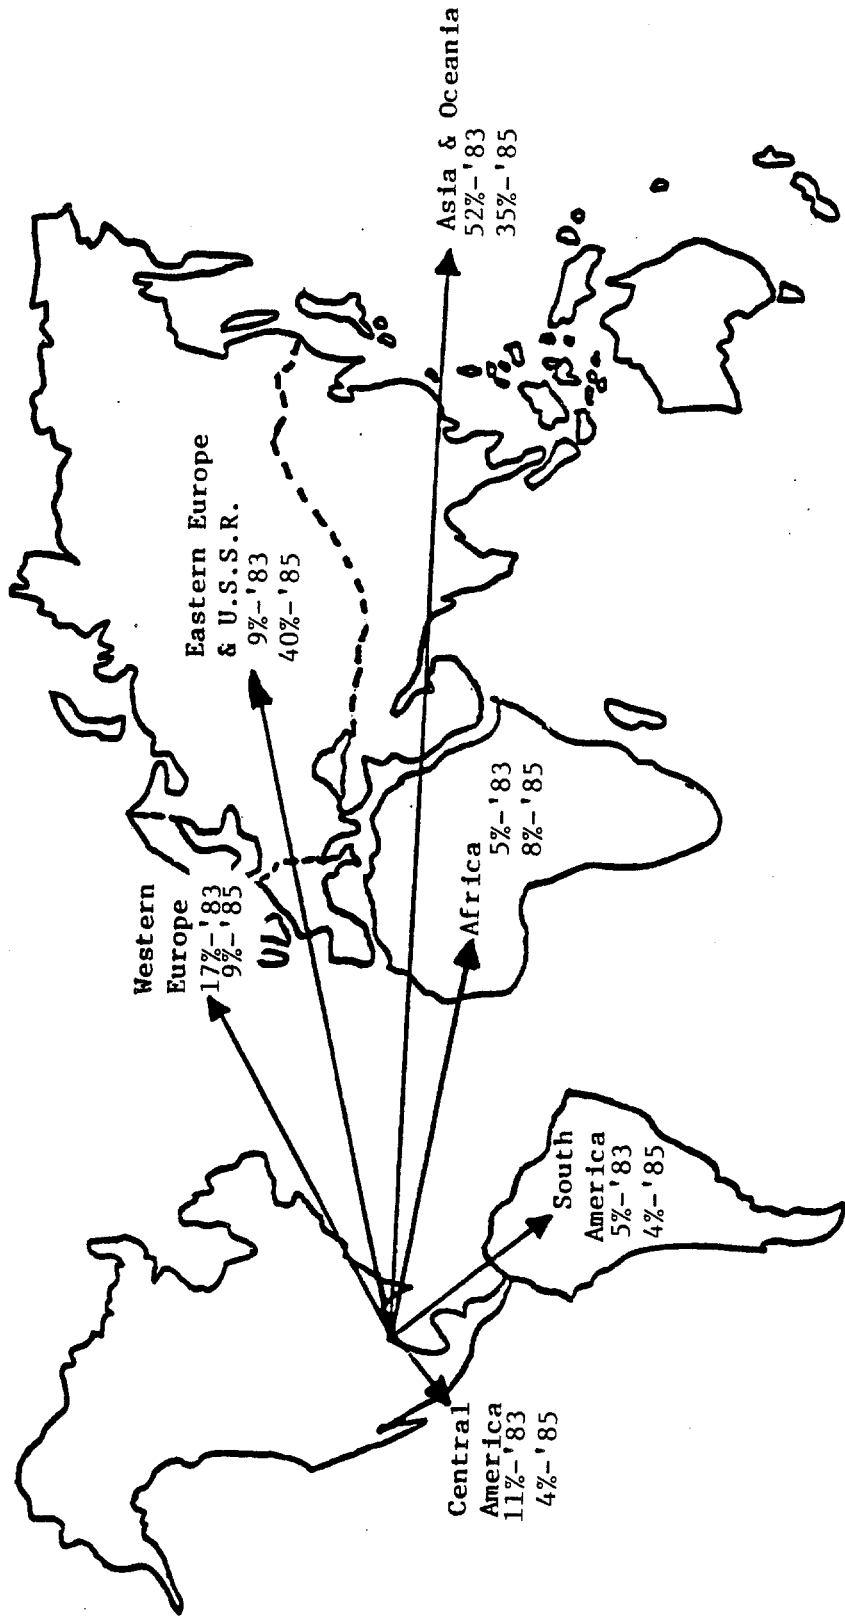 Western
Europe
17%-'83
9%-'85
Eastern Europe
& U.S.S.R.
9%-'83
40%-'85
Asia & Oceania
52%-'83
35%-'85
Africa
5%-'83
8%-'85
South
America
5%-'83
4%-'85
Central
America
11%-'83
4%-'85